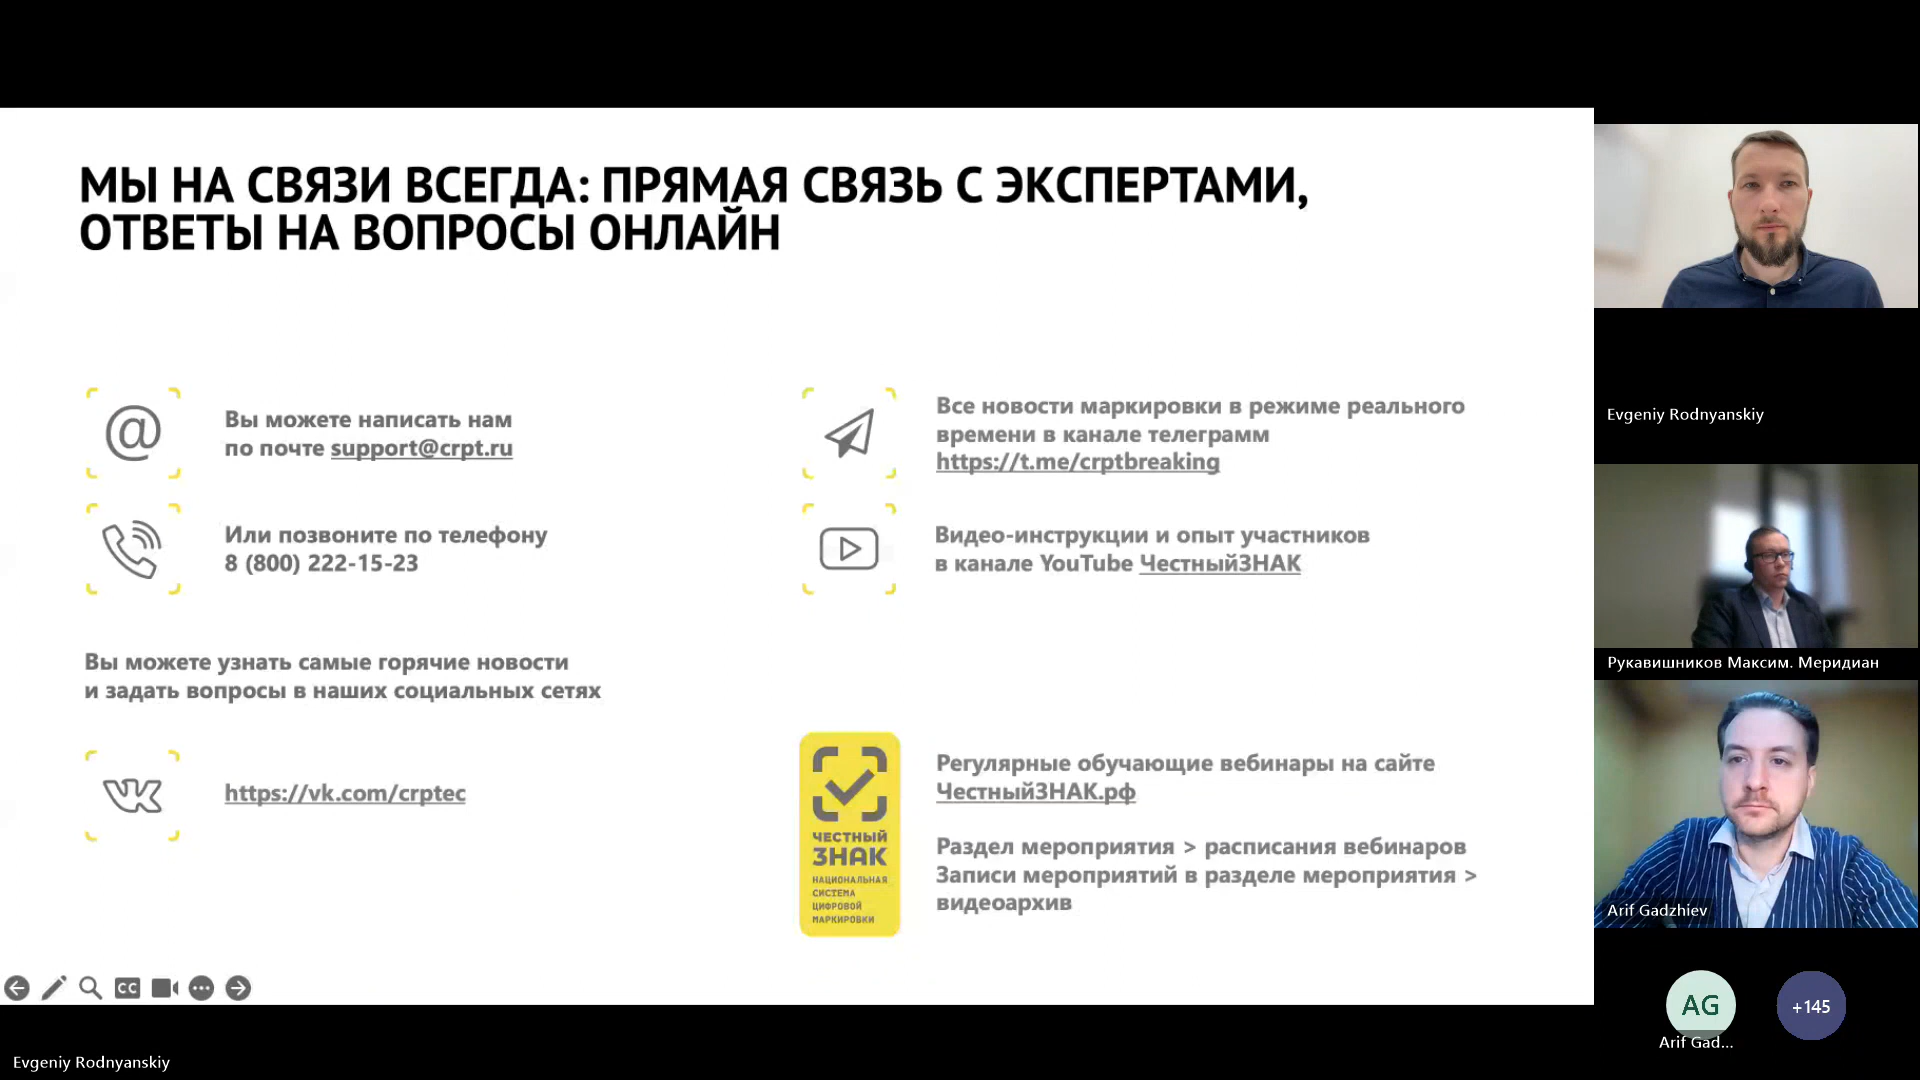 МЫ НА СВЯЗИ ВСЕГДА: ПРЯМАЯ СВЯЗЬ С ЭКСПЕРТАМИ,
ОТВЕТЫ НА ВОПРОСЫ ОНЛАЙН
@
Вы можете написать нам
по почте support@crpt.ru
Или позвоните по телефону
8 (800) 222-15-23
Вы можете узнать самые горячие новости
и задать вопросы в наших социальных сетях
https://vk.com/crptec
Все новости маркировки в режиме реального
времени в канале телеграмм
https://t.me/crptbreaking
Видео-инструкции и опыт участников
в канале YouTube ЧестныйЗНАК
ЧЕСТНЫЙ
ЗНАК
НАЦИОНАЛЬНАЯ
СИСТЕМА
ЦИФРОВОЙ
МАРКИРОВКИ
Регулярные обучающие вебинары на сайте
ЧестныйЗНАК.рф
Раздел мероприятия > расписания вебинаров
Записи мероприятий в разделе мероприятия >
видеоархив
CC
Evgeniy Rodnyanskiy
Evgeniy Rodnyanskiy
Рукавишников Максим. Меридиан
Arif Gadzhiev
AG
Arif Gad...
+145